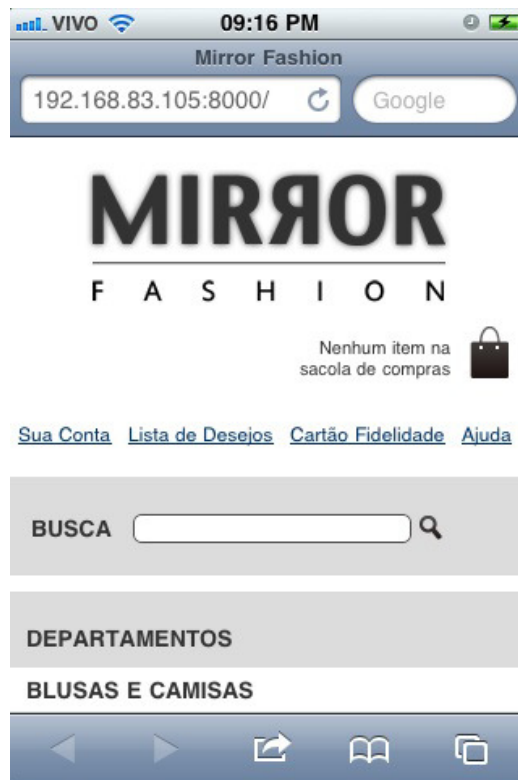 VIVO 09:16 PM
Mirror Fashion
192.168.83.105:8000/ Google
MIRROR
FASHION
Nenhum item na
sacola de compras
Sua Conta Lista de Desejos Cartão Fidelidade Ajuda
BUSCA
DEPARTAMENTOS
BLUSAS E CAMISAS